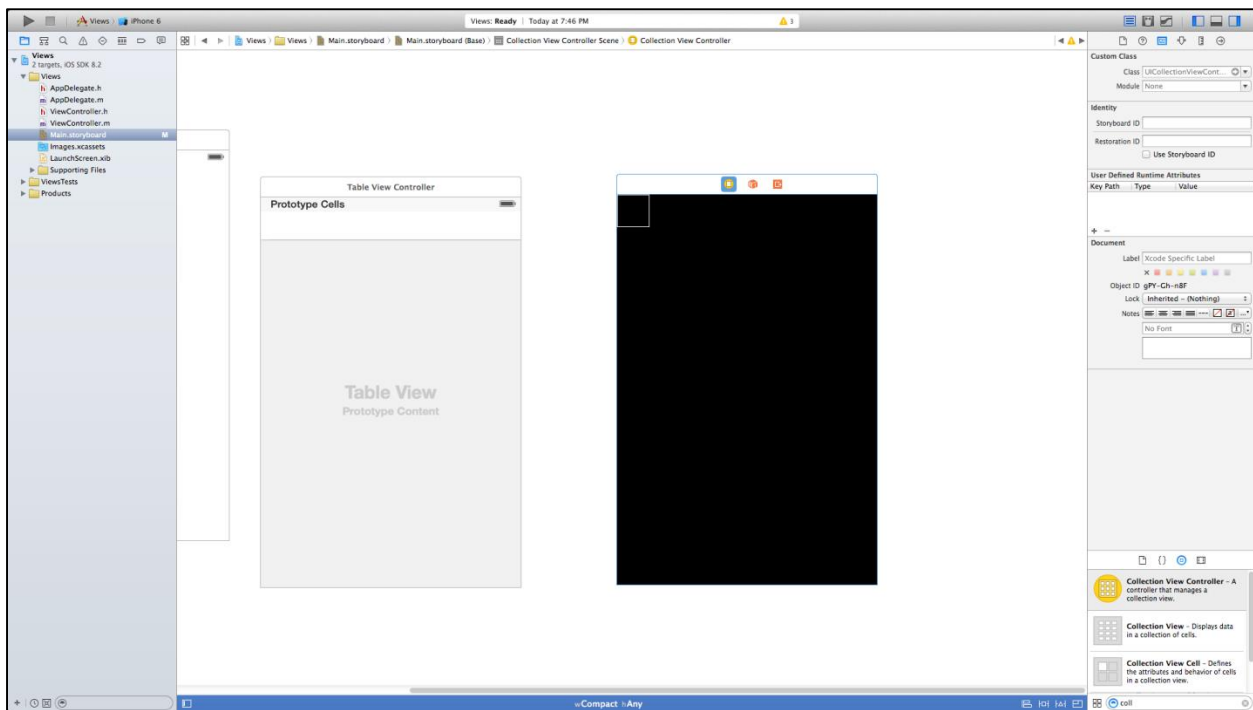 Views
iPhone 6
Views: Ready | Today at 7:46 PM
3
Views
Views
Main.storyboard
Main.storyboard (Base)
Collection View Controller Scene
Collection View Controller
Views
2 targets, iOS SDK 8.2
Views
AppDelegate.h
AppDelegate.m
ViewController.h
ViewController.m
Main.storyboard
M
Images.xcassets
LaunchScreen.xib
Supporting Files
ViewsTests
Products
Table View Controller
Prototype Cells
Table View
Prototype Content
Custom Class
Class UICollectionViewCont...
Module None
Identity
Storyboard ID
Restoration ID
Use Storyboard ID
User Defined Runtime Attributes
Key Path Type Value
Document
Label Xcode Specific Label
Object ID gPY-Gh-n8F
Lock Inherited - (Nothing)
Notes
No Font
Collection View Controller - A
controller that manages a
collection view.
Collection View - Displays data
in a collection of cells.
Collection View Cell - Defines
the attributes and behavior of cells
in a collection view.
wCompact hAny
coll